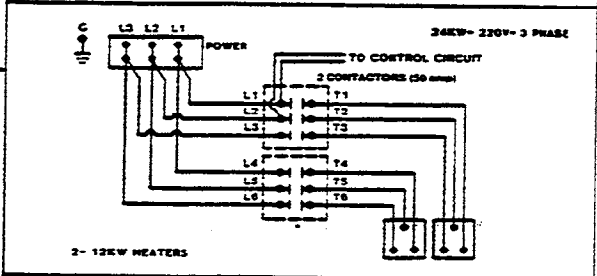 G L3 L2 L1
POWER
24KW- 220V- 3 PHASE
TO CONTROL CIRCUIT
2 CONTACTORS (50 amp)
L1 T1
L2 T2
L3 T3
L4 T4
L5 T5
L6 T6
2- 12KW HEATERS